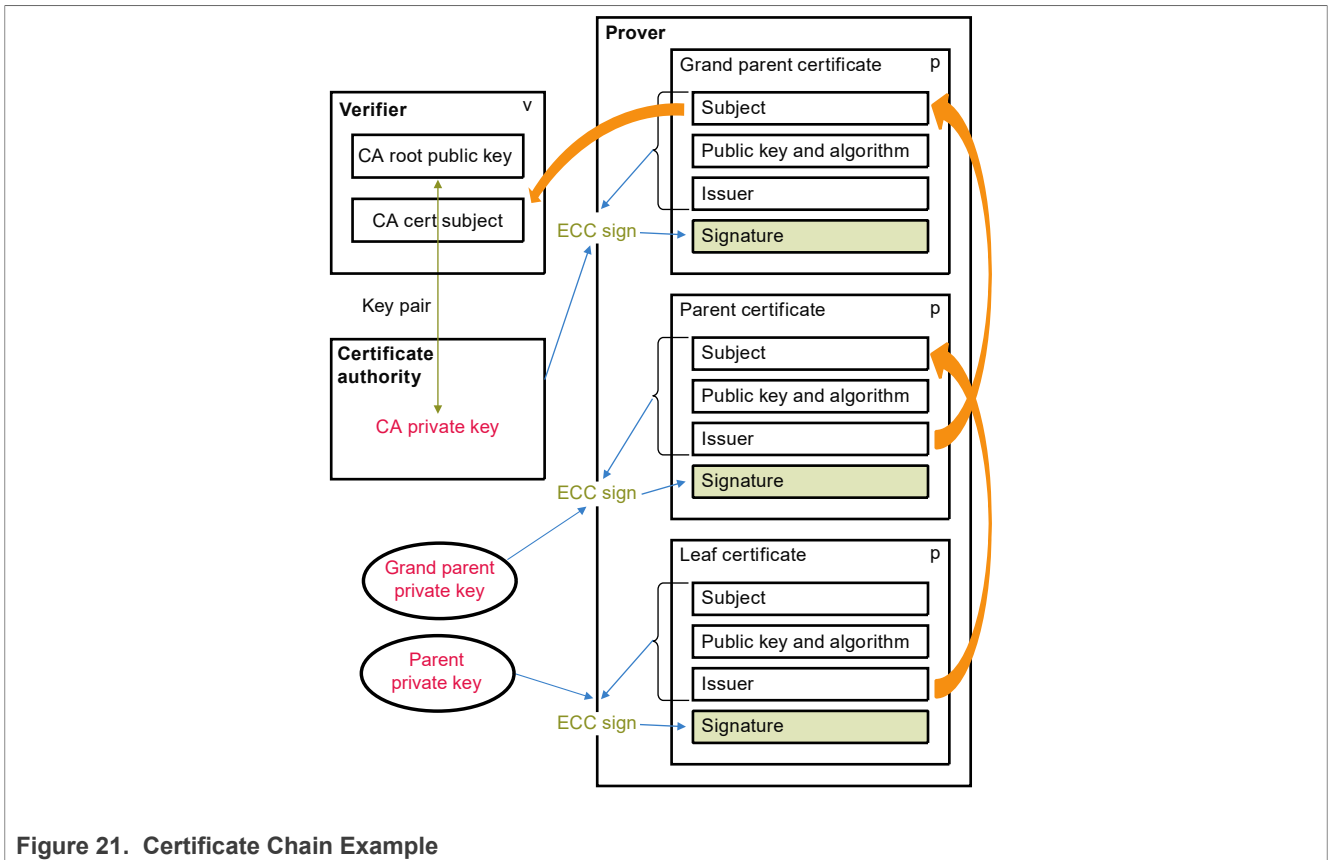 Prover
Grand parent certificate
p
Subject
Public key and algorithm
Issuer
Signature
Verifier
v
CA root public key
CA cert subject
ECC sign
Key pair
Certificate
authority
CA private key
Parent certificate
p
Subject
Public key and algorithm
Issuer
Signature
ECC sign
Grand parent
private key
Parent
private key
Leaf certificate
p
Subject
Public key and algorithm
Issuer
Signature
ECC sign
Figure 21. Certificate Chain Example